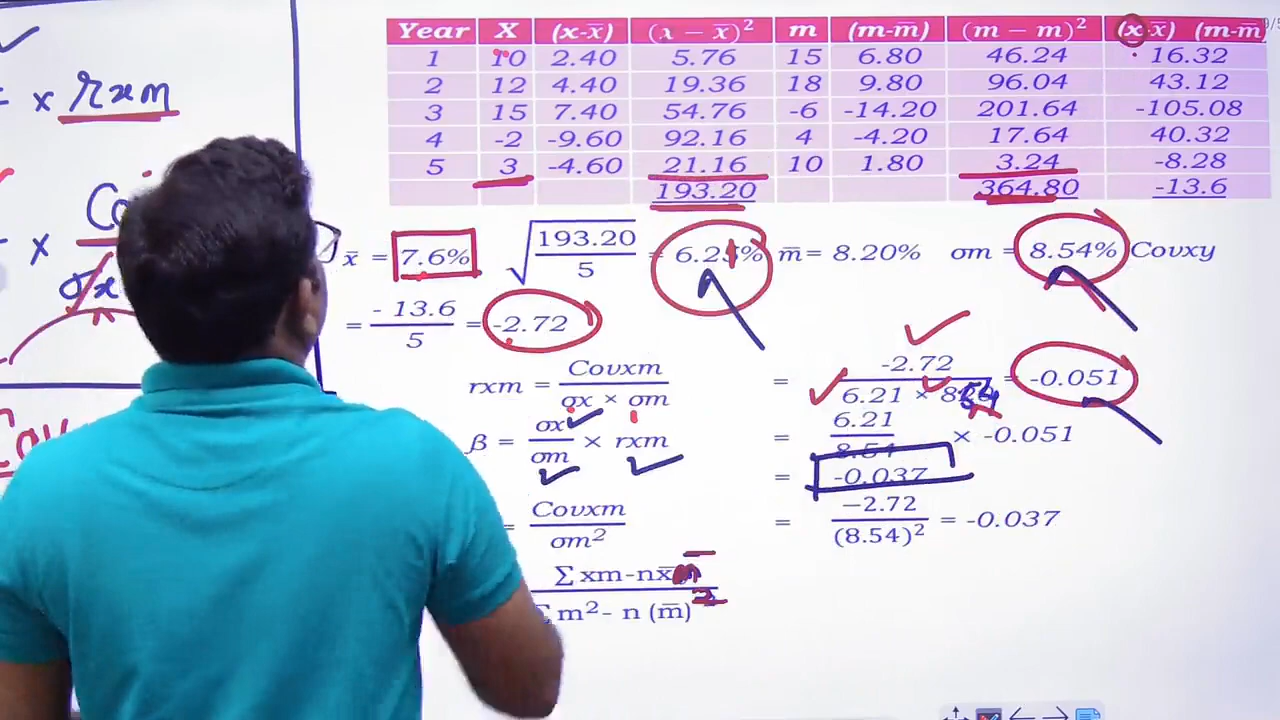 Year X (x-x̄) (x − x̄)² m (m-m̄) (m − m)² (x-x̄) (m-m̄)
1 10 2.40 5.76 15 6.80 46.24 16.32
2 12 4.40 19.36 18 9.80 96.04 43.12
3 15 7.40 54.76 -6 -14.20 201.64 -105.08
4 -2 -9.60 92.16 4 -4.20 17.64 40.32
5 3 -4.60 21.16 10 1.80 3.24 -8.28
193.20 364.80 -13.6
x̄ = 7.6% √193.20/5 = 6.21% m̄= 8.20% σm = 8.54% Covxy
= - 13.6/5 = -2.72
rxm = Covxm/σx × σm = -2.72/6.21 × 8.54 = -0.051
β = σx/σm × rxm = 6.21/8.54 × -0.051
= -0.037
= Covxm/σm² = −2.72/(8.54)² = -0.037
∑ xm-nx̄m̄
∑ m²- n (m̄)²
× rxm
× Co
σx
Cov